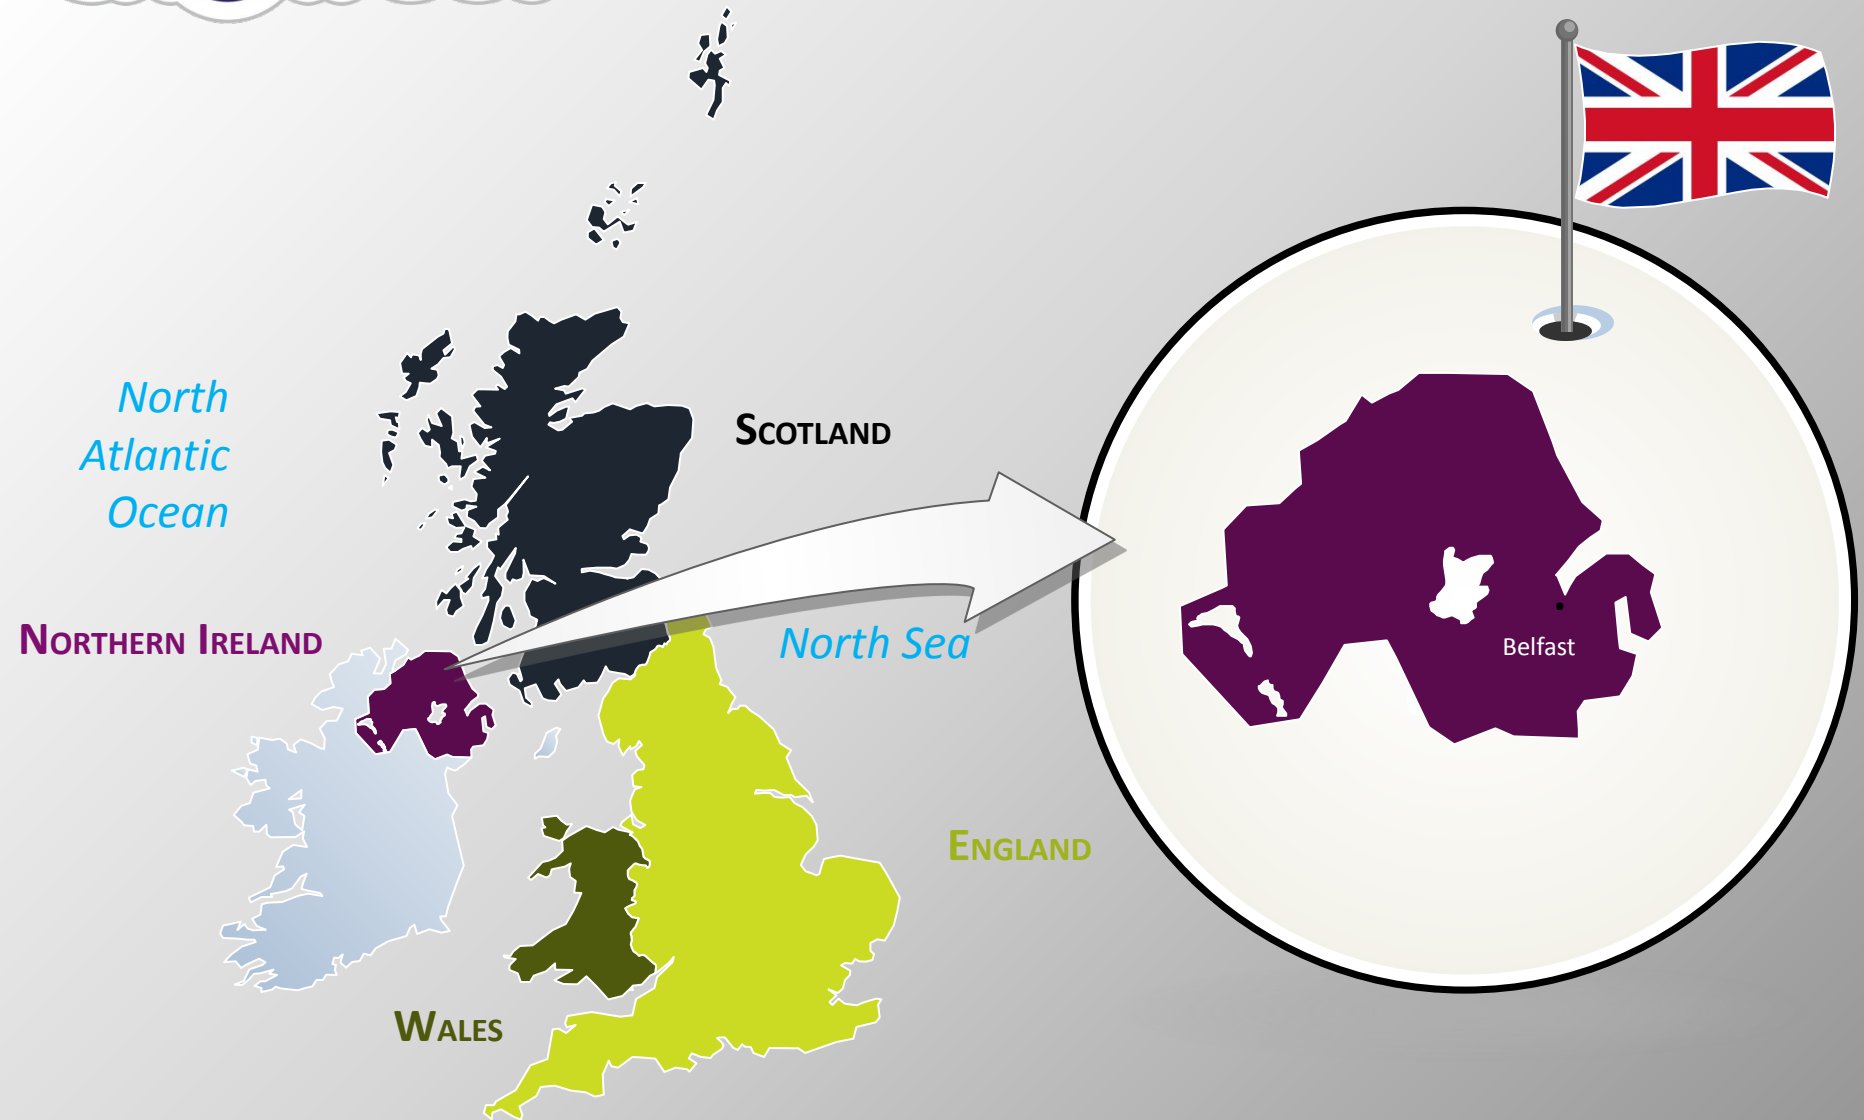 North
Atlantic
Ocean
Scotland
Northern Ireland
North Sea
Belfast
England
Wales